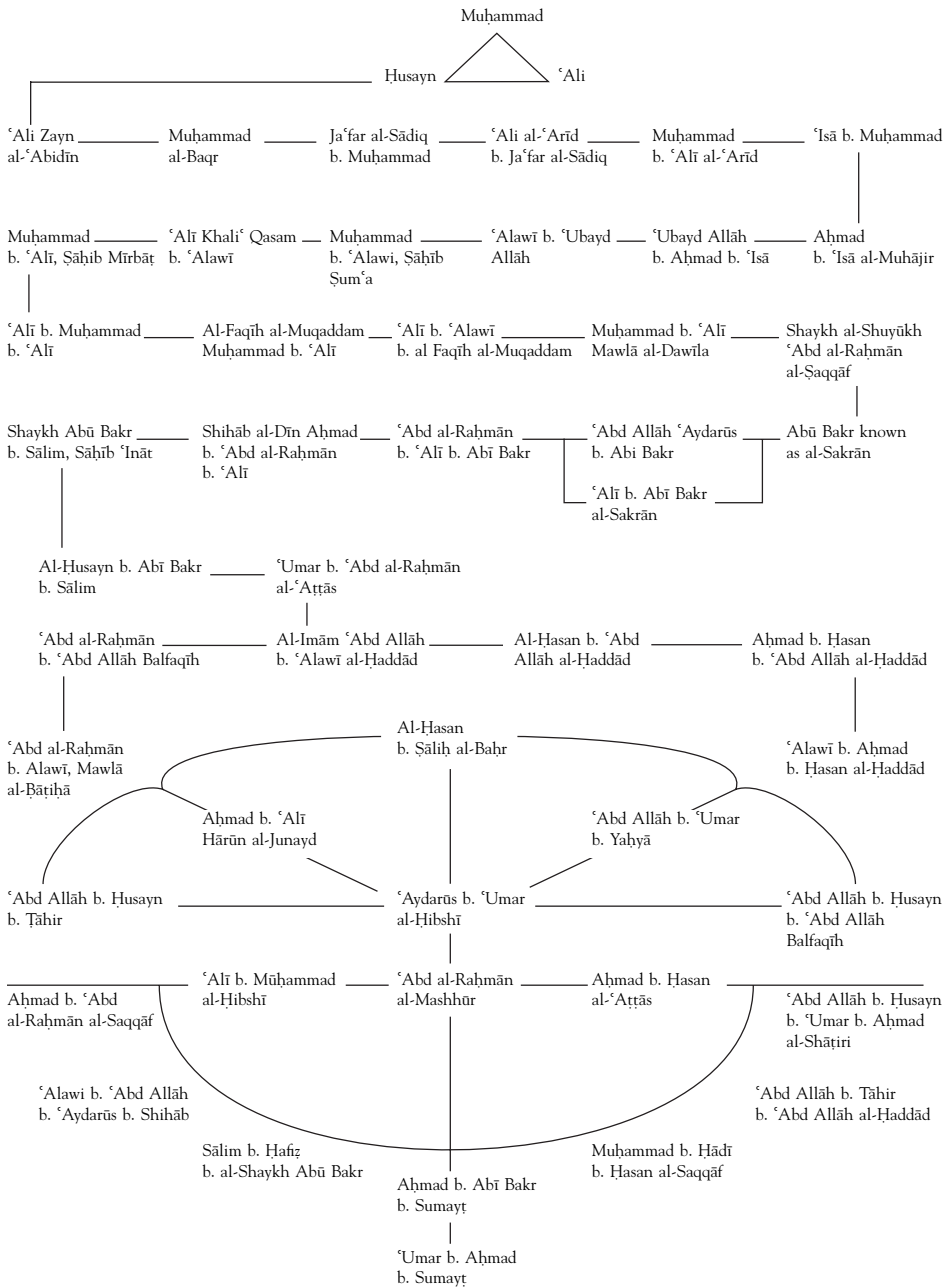 Muḥammad
Ḥusayn
ʿAli
ʿAli Zayn
al-ʿAbidīn
Muḥammad
al-Baqr
Jaʿfar al-Sādiq
b. Muḥammad
ʿAli al-ʿArīd
b. Jaʿfar al-Sādiq
Muḥammad
b. ʿAlī al-ʿArīd
ʿIsā b. Muḥammad
Muḥammad
b. ʿAlī, Ṣāḥib Mīrbāṭ
ʿAlī Khaliʿ Qasam
b. ʿAlawī
Muḥammad
b. ʿAlawi, Ṣāḥīb
Ṣumʿa
ʿAlawī b. ʿUbayd
Allāh
ʿUbayd Allāh
b. Aḥmad b. ʿIsā
Aḥmad
b. ʿIsā al-Muhājir
ʿAlī b. Muḥammad
b. ʿAlī
Al-Faqīh al-Muqaddam
Muḥammad b. ʿAlī
ʿAlī b. ʿAlawī
b. al Faqīh al-Muqaddam
Muḥammad b. ʿAlī
Mawlā al-Dawīla
Shaykh al-Shuyūkh
ʿAbd al-Raḥmān
al-Ṣaqqāf
Shaykh Abū Bakr
b. Sālim, Sāḥīb ʿInāt
Shihāb al-Dīn Aḥmad
b. ʿAbd al-Raḥmān
b. ʿAlī
ʿAbd al-Raḥmān
b. ʿAlī b. Abī Bakr
ʿAbd Allāh ʿAydarūs
b. Abi Bakr
Abū Bakr known
as al-Sakrān
ʿAlī b. Abī Bakr
al-Sakrān
Al-Ḥusayn b. Abī Bakr
b. Sālim
ʿUmar b. ʿAbd al-Raḥmān
al-ʿAṭṭās
ʿAbd al-Raḥmān
b. ʿAbd Allāh Balfaqīh
Al-Imām ʿAbd Allāh
b. ʿAlawī al-Ḥaddād
Al-Ḥasan b. ʿAbd
Allāh al-Ḥaddād
Aḥmad b. Ḥasan
b. ʿAbd Allāh al-Ḥaddād
ʿAbd al-Raḥmān
b. Alawī, Mawlā
al-Ḅāṭiḥā
Al-Ḥasan
b. Ṣāliḥ al-Baḥr
ʿAlawī b. Aḥmad
b. Ḥasan al-Ḥaddād
Aḥmad b. ʿAlī
Hārūn al-Junayd
ʿAbd Allāh b. ʿUmar
b. Yaḥyā
ʿAbd Allāh b. Ḥusayn
b. Ṭāhir
ʿAydarūs b. ʿUmar
al-Ḥibshī
ʿAbd Allāh b. Ḥusayn
b. ʿAbd Allāh
Balfaqīh
Aḥmad b. ʿAbd
al-Raḥmān al-Saqqāf
ʿAlī b. Mūḥammad
al-Ḥibshī
ʿAbd al-Raḥmān
al-Mashhūr
Aḥmad b. Ḥasan
al-ʿAṭṭās
ʿAbd Allāh b. Ḥusayn
b. ʿUmar b. Aḥmad
al-Shāṭiri
ʿAlawi b. ʿAbd Allāh
b. ʿAydarūs b. Shihāb
ʿAbd Allāh b. Tāhir
b. ʿAbd Allāh al-Ḥaddād
Sālim b. Ḥafiẓ
b. al-Shaykh Abū Bakr
Muḥammad b. Ḥādī
b. Ḥasan al-Saqqāf
Aḥmad b. Abī Bakr
b. Sumayṭ
ʿUmar b. Aḥmad
b. Sumayṭ